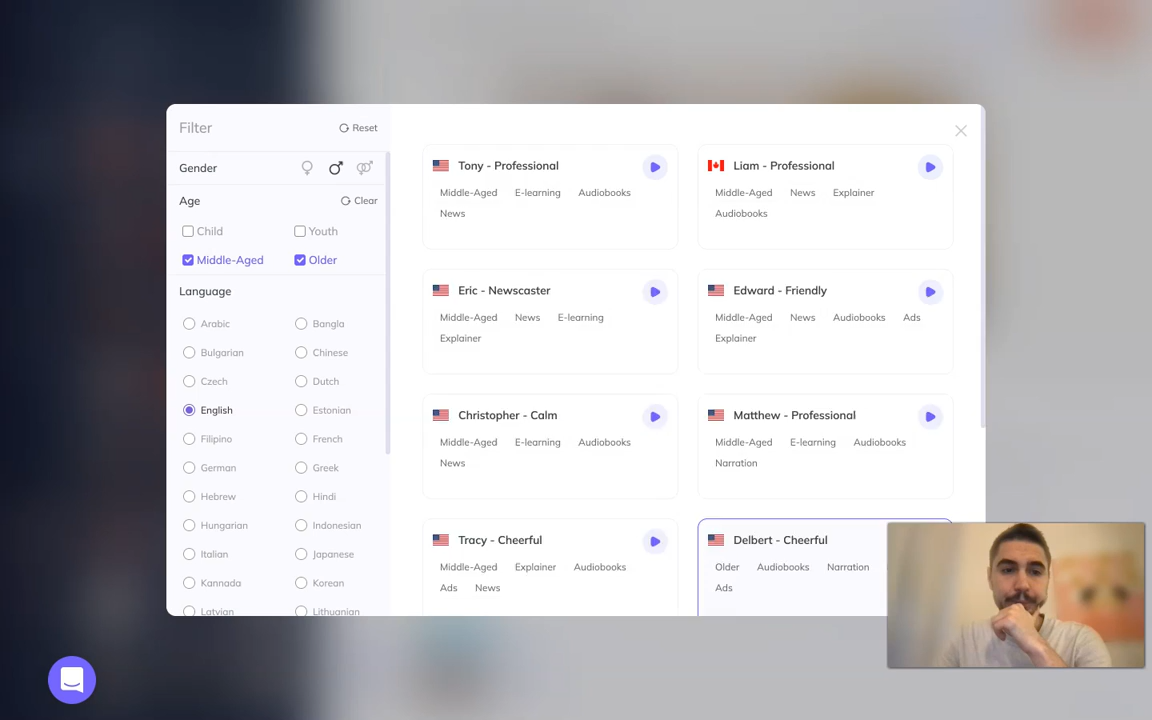 Filter
Reset
Gender
Age
Clear
Child
Youth
Middle-Aged
Older
Language
Arabic
Bangla
Bulgarian
Chinese
Czech
Dutch
English
Estonian
Filipino
French
German
Greek
Hebrew
Hindi
Hungarian
Indonesian
Italian
Japanese
Kannada
Korean
Latvian
Lithuanian
Tony - Professional
Middle-Aged E-learning Audiobooks
News
Liam - Professional
Middle-Aged News Explainer
Audiobooks
Eric - Newscaster
Middle-Aged News E-learning
Explainer
Edward - Friendly
Middle-Aged News Audiobooks Ads
Explainer
Christopher - Calm
Middle-Aged E-learning Audiobooks
News
Matthew - Professional
Middle-Aged E-learning Audiobooks
Narration
Tracy - Cheerful
Middle-Aged Explainer Audiobooks
Ads News
Delbert - Cheerful
Older Audiobooks Narration
Ads